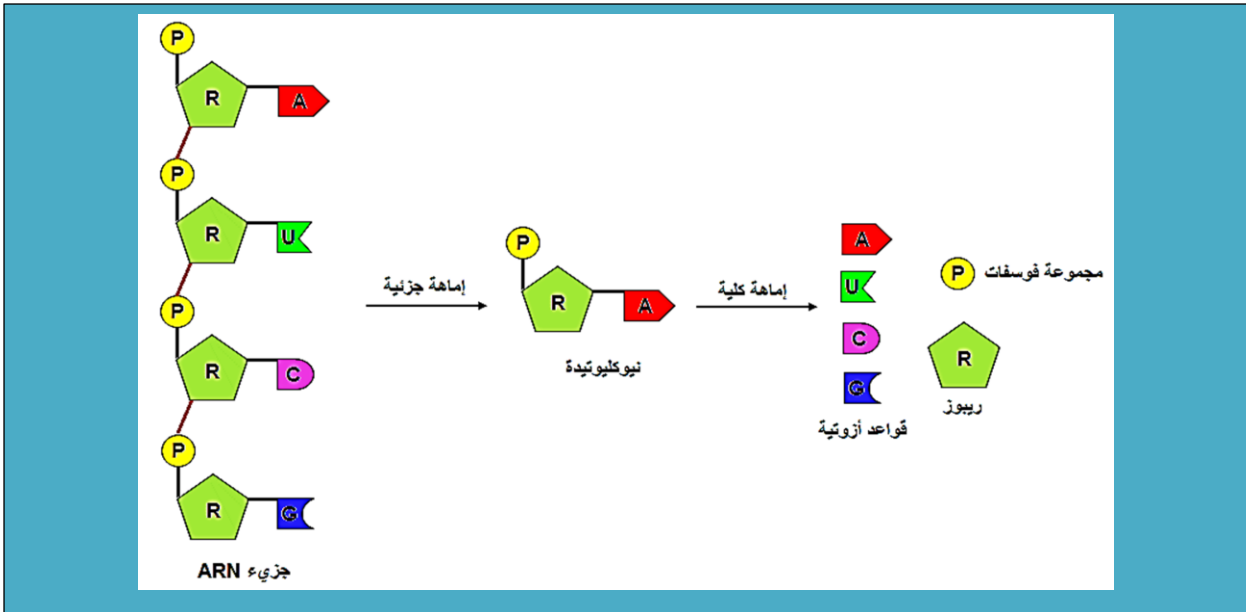 P
R
A
P
R
U
P
R
C
P
R
G
جزيء ARN
إماهة جزئية
P
R
A
نيوكليوتيدة
إماهة كلية
A
U
C
G
قواعد أزوتية
P
مجموعة فوسفات
R
ريبوز